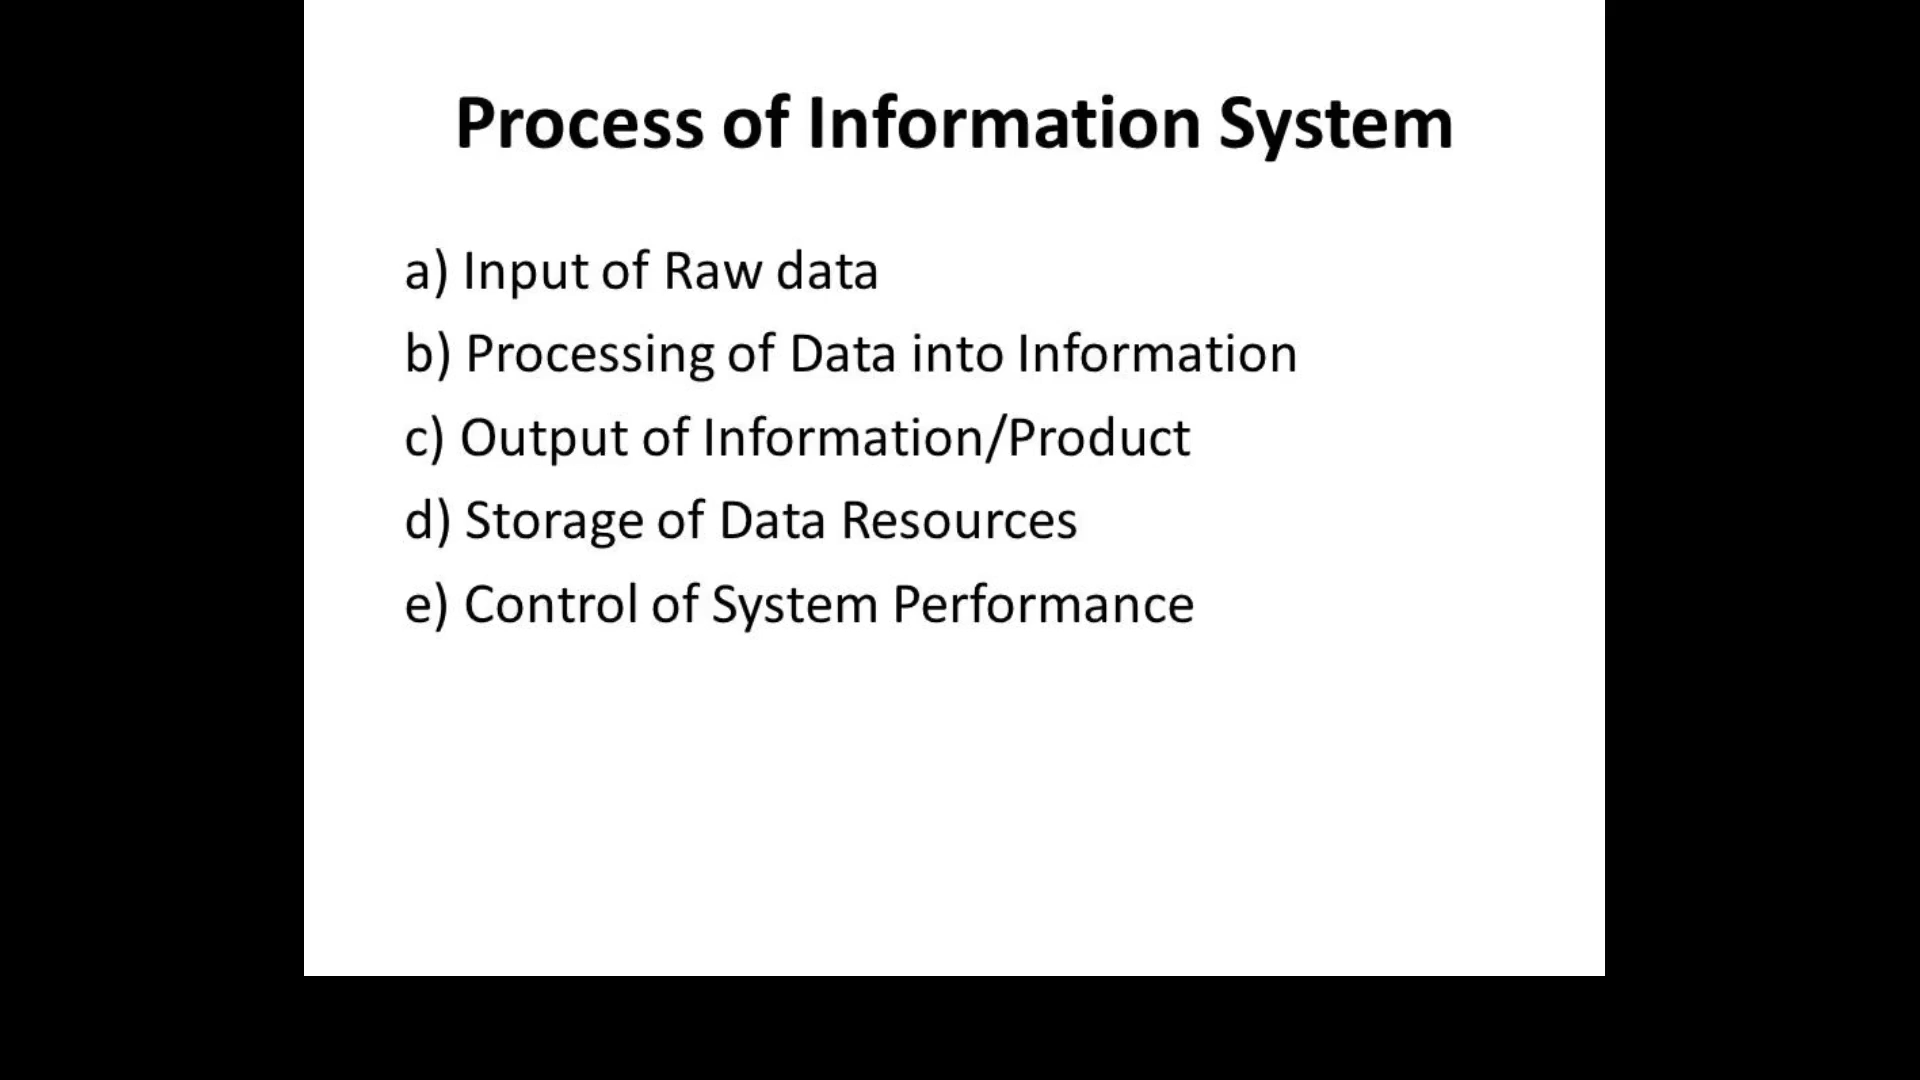 Process of Information System
a) Input of Raw data
b) Processing of Data into Information
c) Output of Information/Product
d) Storage of Data Resources
e) Control of System Performance